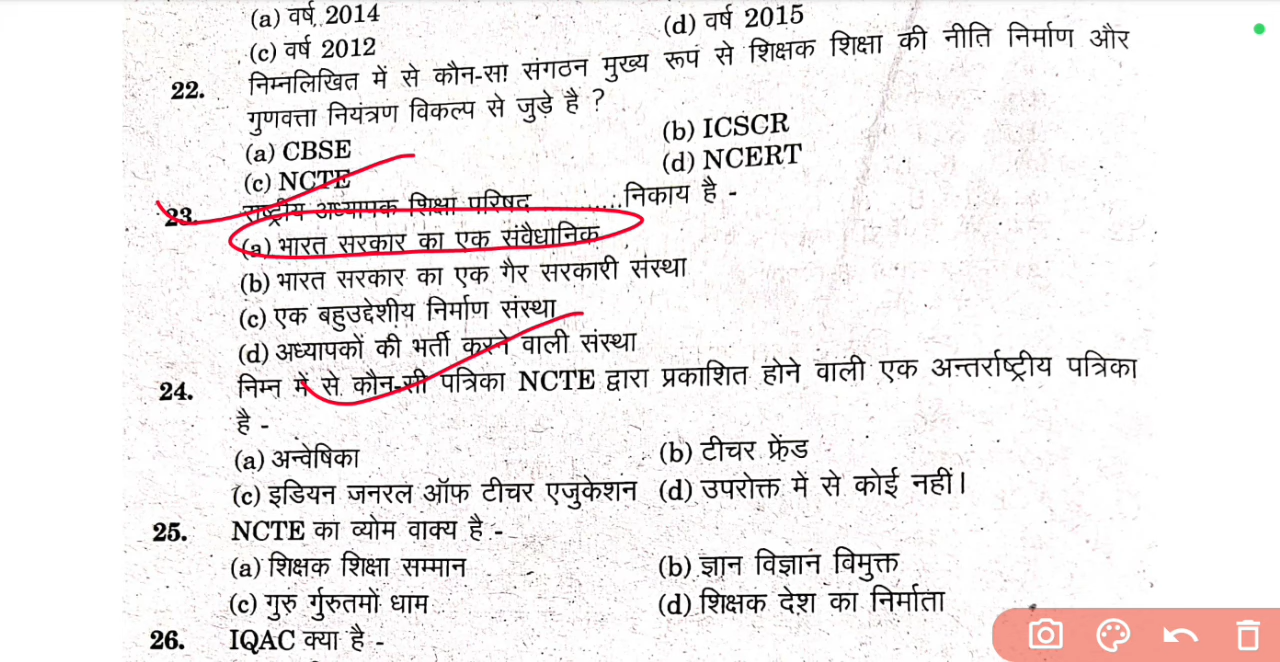 (a) वर्ष 2014 (d) वर्ष 2015
(c) वर्ष 2012
22. निम्नलिखित में से कौन-सा संगठन मुख्य रूप से शिक्षक शिक्षा की नीति निर्माण और
गुणवत्ता नियंत्रण विकल्प से जुड़े है ?
(a) CBSE (b) ICSCR
(c) NCTE (d) NCERT
23. राष्ट्रीय अध्यापक शिक्षा परिषद ............निकाय है -
(a) भारत सरकार का एक संवैधानिक
(b) भारत सरकार का एक गैर सरकारी संस्था
(c) एक बहुउद्देशीय निर्माण संस्था
(d) अध्यापकों की भर्ती करने वाली संस्था
24. निम्न में से कौन-सी पत्रिका NCTE द्वारा प्रकाशित होने वाली एक अन्तर्राष्ट्रीय पत्रिका
है -
(a) अन्वेषिका (b) टीचर फ्रेंड
(c) इडियन जनरल ऑफ टीचर एजुकेशन (d) उपरोक्त में से कोई नहीं।
25. NCTE का व्योम वाक्य है -
(a) शिक्षक शिक्षा सम्मान (b) ज्ञान विज्ञान विमुक्त
(c) गुरु र्गुरुतमों धाम (d) शिक्षक देश का निर्माता
26. IQAC क्या है -